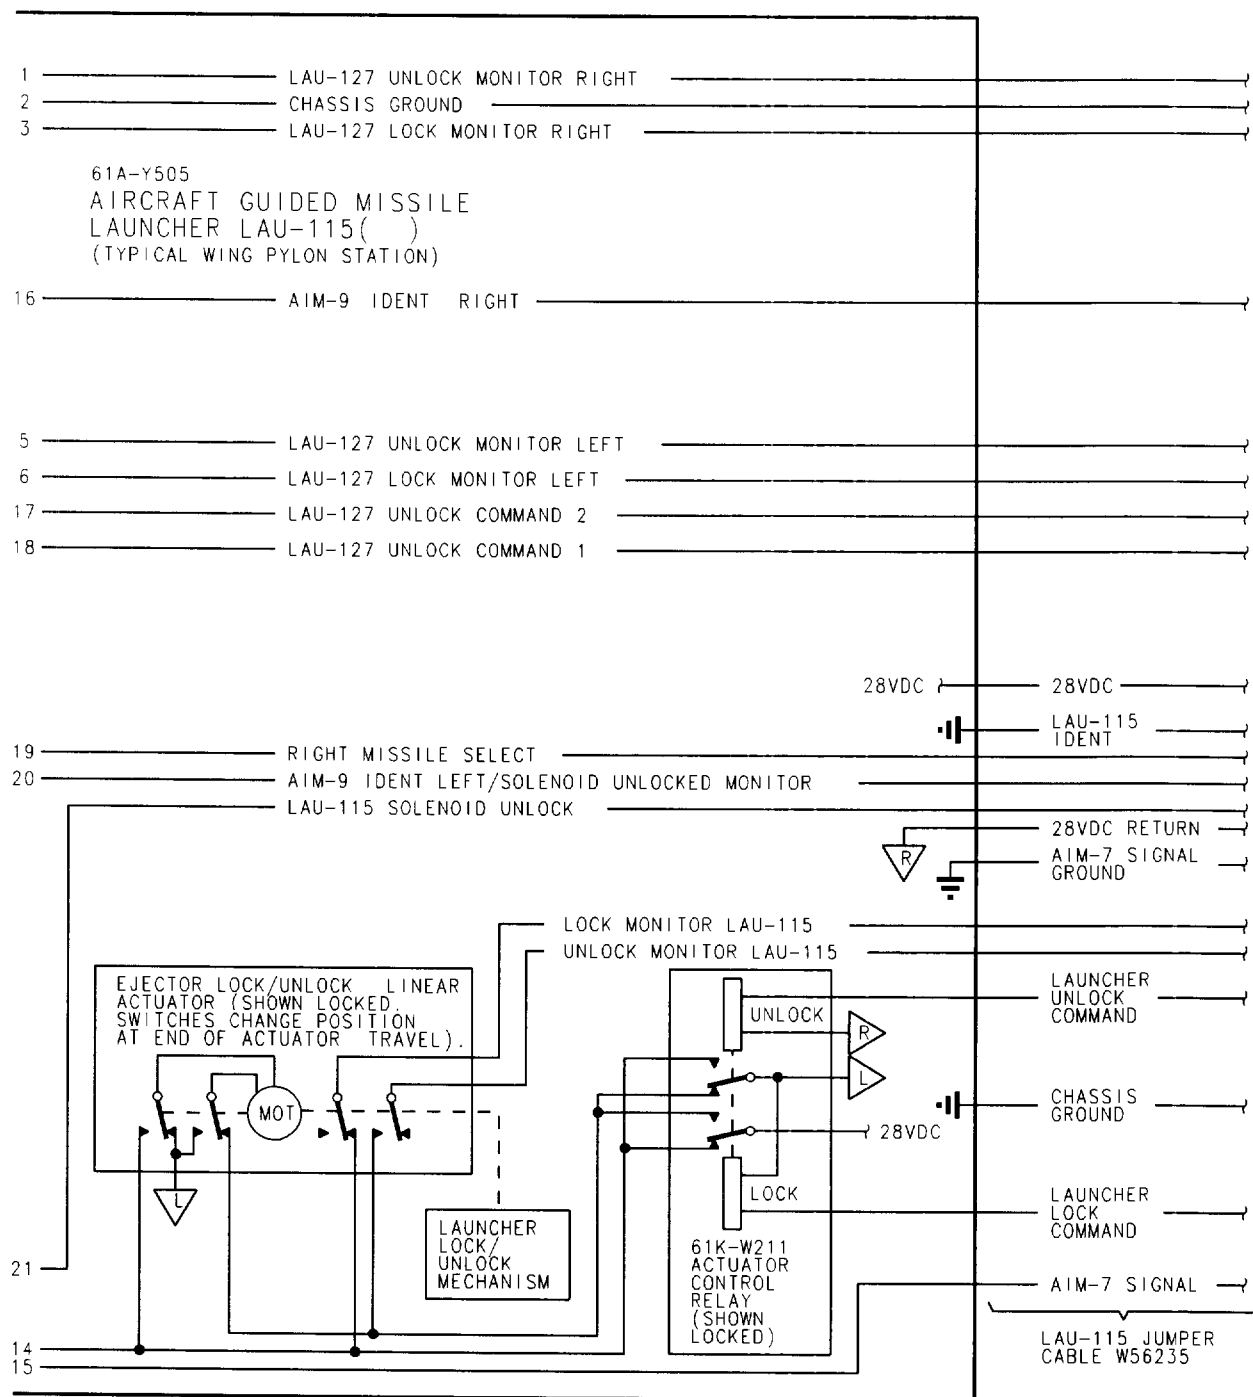 1 LAU-127 UNLOCK MONITOR RIGHT
2 CHASSIS GROUND
3 LAU-127 LOCK MONITOR RIGHT
61A-Y505
AIRCRAFT GUIDED MISSILE
LAUNCHER LAU-115( )
(TYPICAL WING PYLON STATION)
16 AIM-9 IDENT RIGHT
5 LAU-127 UNLOCK MONITOR LEFT
6 LAU-127 LOCK MONITOR LEFT
17 LAU-127 UNLOCK COMMAND 2
18 LAU-127 UNLOCK COMMAND 1
28VDC 28VDC
LAU-115
IDENT
19 RIGHT MISSILE SELECT
20 AIM-9 IDENT LEFT/SOLENOID UNLOCKED MONITOR
LAU-115 SOLENOID UNLOCK
28VDC RETURN
R
AIM-7 SIGNAL
GROUND
LOCK MONITOR LAU-115
UNLOCK MONITOR LAU-115
EJECTOR LOCK/UNLOCK LINEAR
ACTUATOR (SHOWN LOCKED.
SWITCHES CHANGE POSITION
AT END OF ACTUATOR TRAVEL).
MOT
L
LAUNCHER
LOCK/
UNLOCK
MECHANISM
UNLOCK
R
L
28VDC
LOCK
61K-W211
ACTUATOR
CONTROL
RELAY
(SHOWN
LOCKED)
LAUNCHER
UNLOCK
COMMAND
CHASSIS
GROUND
LAUNCHER
LOCK
COMMAND
21
AIM-7 SIGNAL
14
15
LAU-115 JUMPER
CABLE W56235